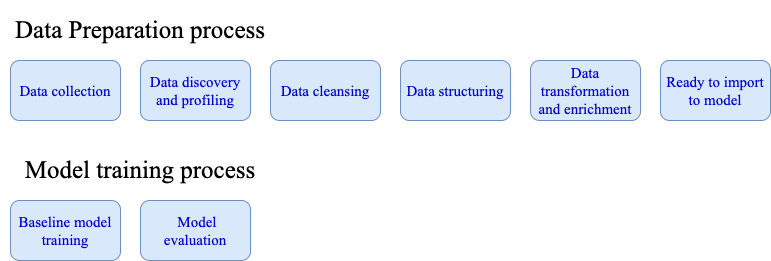 Data Preparation process
Data collection
Data discovery
and profiling
Data cleansing
Data structuring
Data
transformation
and enrichment
Ready to import
to model
Model training process
Baseline model
training
Model
evaluation